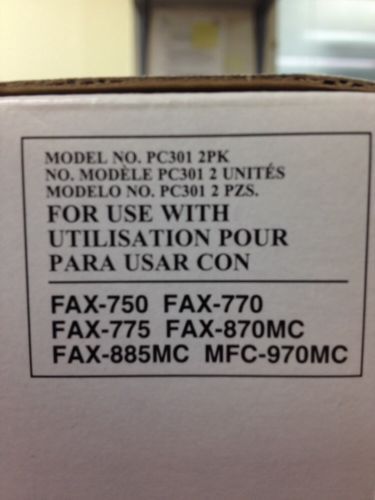 MODEL NO. PC301 2PK
NO. MODÈLE PC301 2 UNITÉS
MODELO NO. PC301 2 PZS.
FOR USE WITH
UTILISATION POUR
PARA USAR CON
FAX-750 FAX-770
FAX-775 FAX-870MC
FAX-885MC MFC-970MC